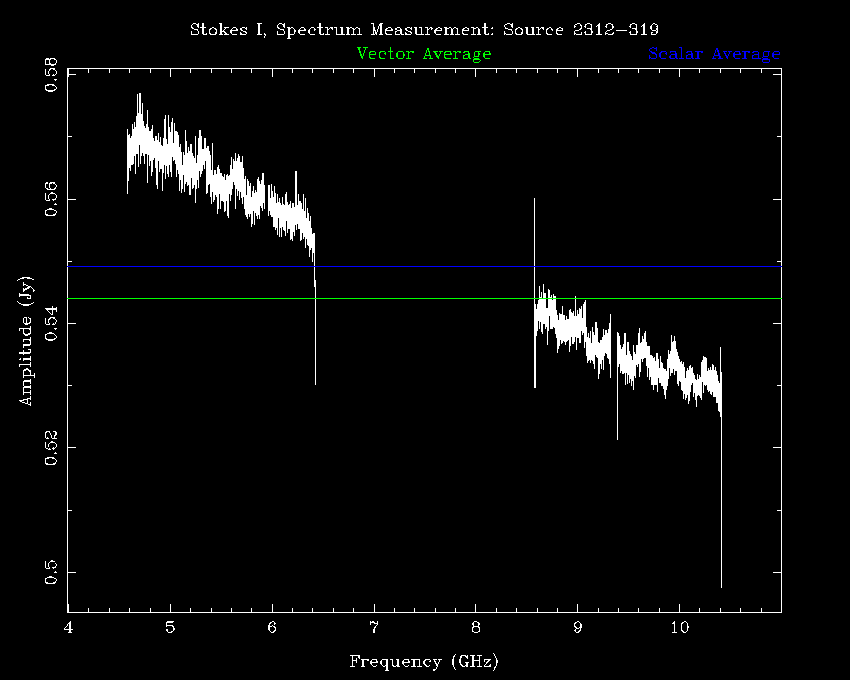 Stokes I, Spectrum Measurement: Source 2312−319
Vector Average Scalar Average
0.58
0.56
0.54
0.52
0.5
Amplitude (Jy)
4 5 6 7 8 9 10
Frequency (GHz)